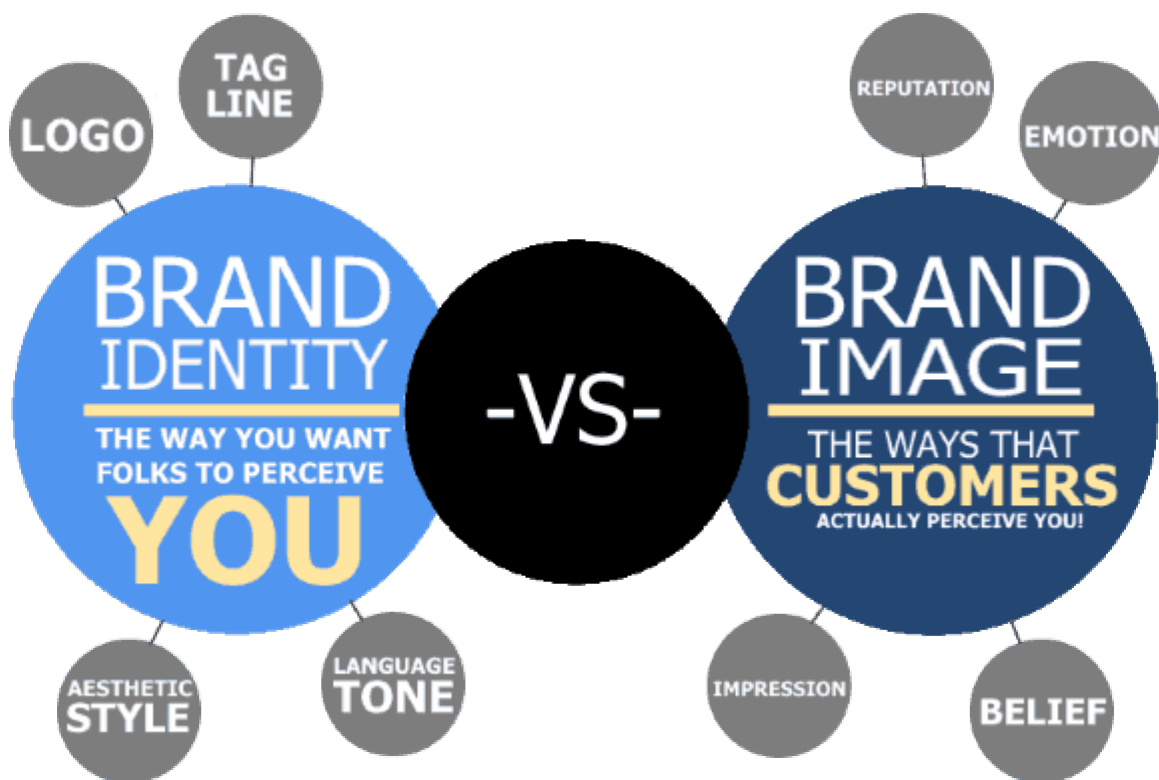 TAG
LINE
LOGO
BRAND
IDENTITY
THE WAY YOU WANT
FOLKS TO PERCEIVE
YOU
AESTHETIC
STYLE
LANGUAGE
TONE
-VS-
REPUTATION
EMOTION
BRAND
IMAGE
THE WAYS THAT
CUSTOMERS
ACTUALLY PERCEIVE YOU!
IMPRESSION
BELIEF